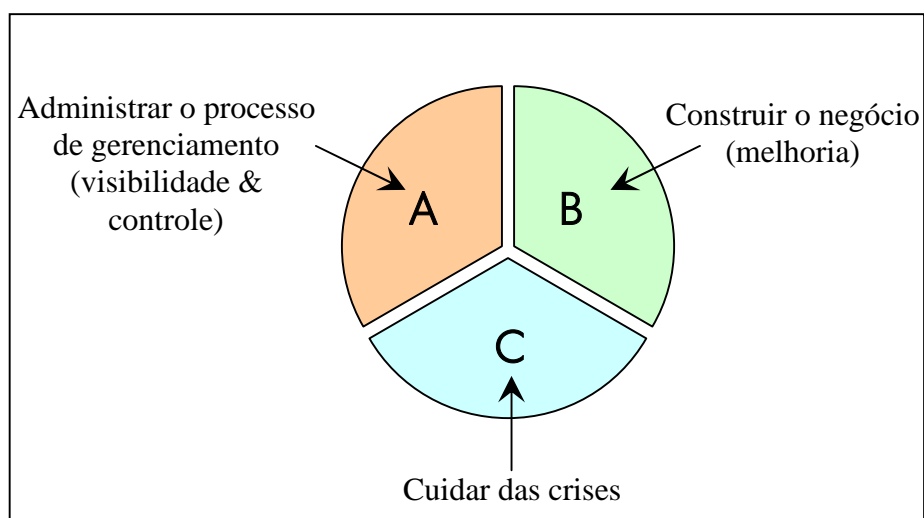 Administrar o processo
de gerenciamento
(visibilidade &
controle)
Construir o negócio
(melhoria)
A
B
C
Cuidar das crises